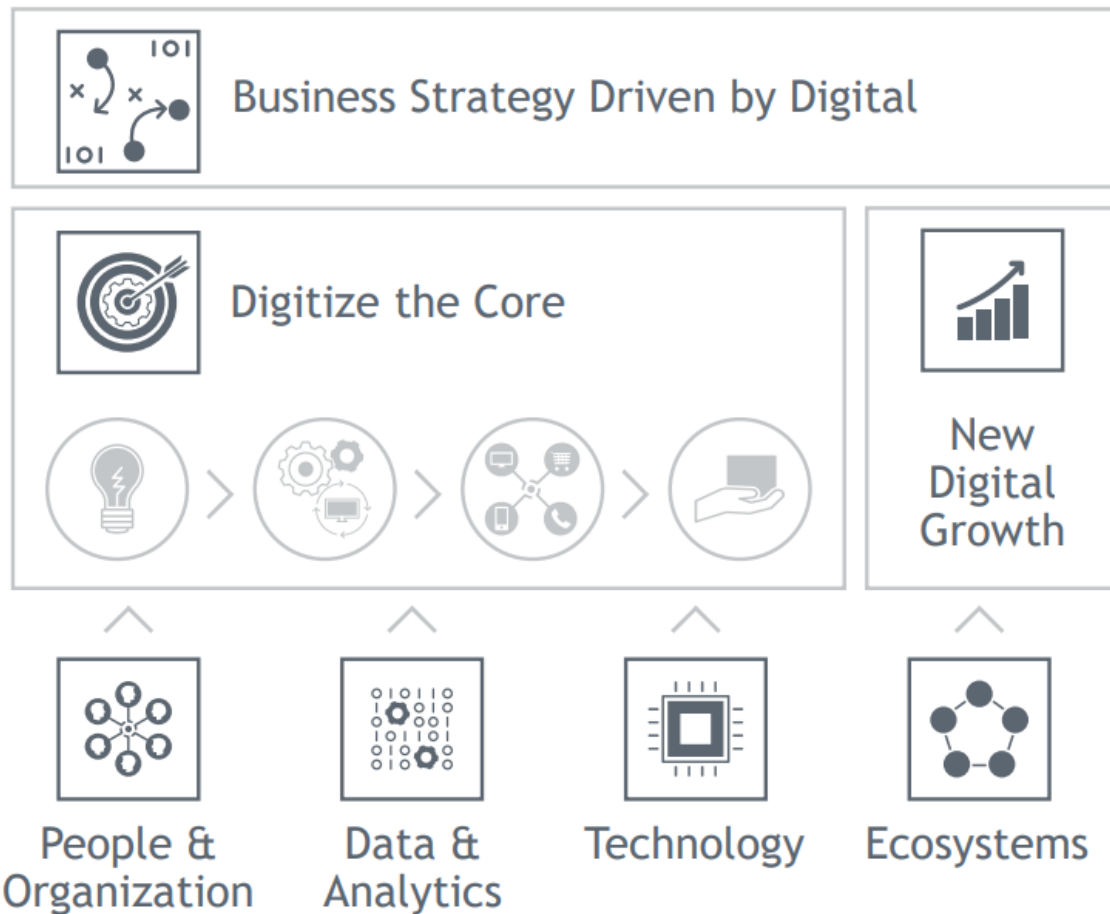 101
101
Business Strategy Driven by Digital
Digitize the Core
New
Digital
Growth
People &
Organization
Data &
Analytics
Technology
Ecosystems